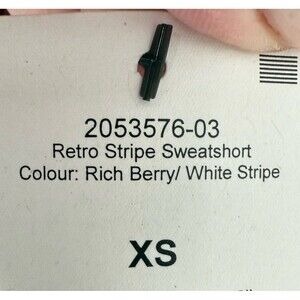 2053576-03
Retro Stripe Sweatshort
Colour: Rich Berry/ White Stripe
XS